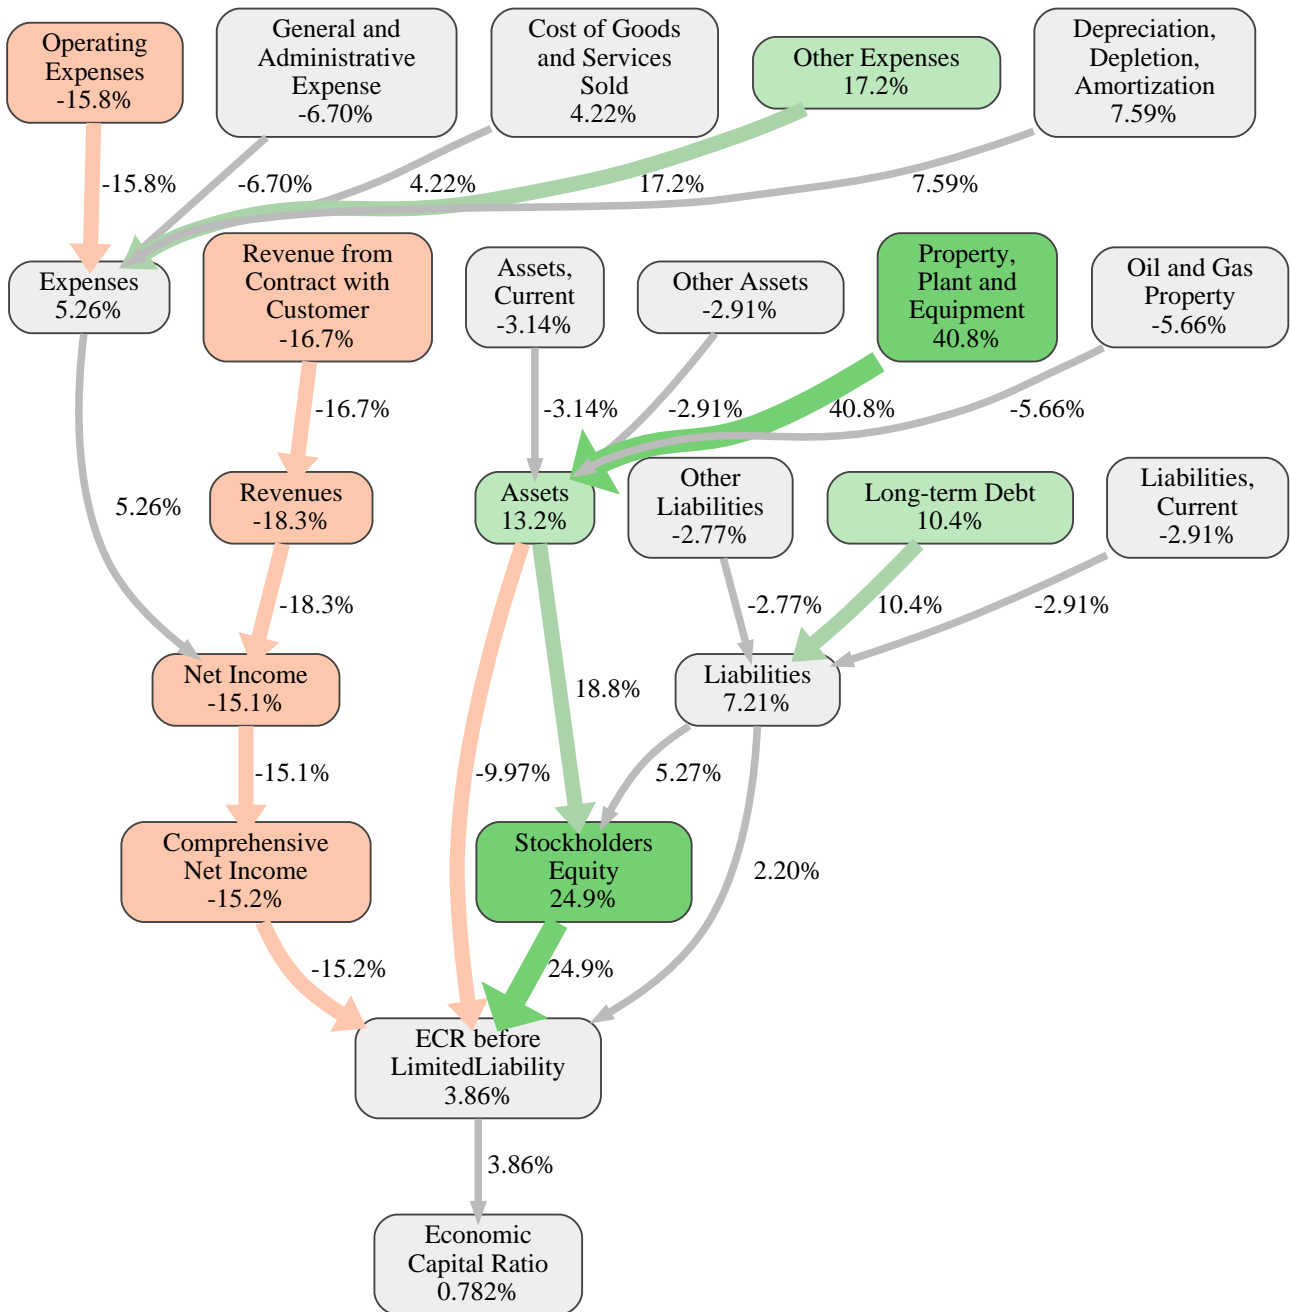 Operating
Expenses
-15.8%
General and
Administrative
Expense
-6.70%
Cost of Goods
and Services
Sold
4.22%
Other Expenses
17.2%
Depreciation,
Depletion,
Amortization
7.59%
-15.8%
-6.70%
4.22%
17.2%
7.59%
Expenses
5.26%
Revenue from
Contract with
Customer
-16.7%
Assets,
Current
-3.14%
Other Assets
-2.91%
Property,
Plant and
Equipment
40.8%
Oil and Gas
Property
-5.66%
-16.7%
-3.14%
-2.91%
40.8%
-5.66%
5.26%
Revenues
-18.3%
Assets
13.2%
Other
Liabilities
-2.77%
Long-term Debt
10.4%
Liabilities,
Current
-2.91%
-18.3%
-2.77%
10.4%
-2.91%
Net Income
-15.1%
18.8%
Liabilities
7.21%
-15.1%
-9.97%
5.27%
Comprehensive
Net Income
-15.2%
Stockholders
Equity
24.9%
2.20%
-15.2%
24.9%
ECR before
LimitedLiability
3.86%
3.86%
Economic
Capital Ratio
0.782%